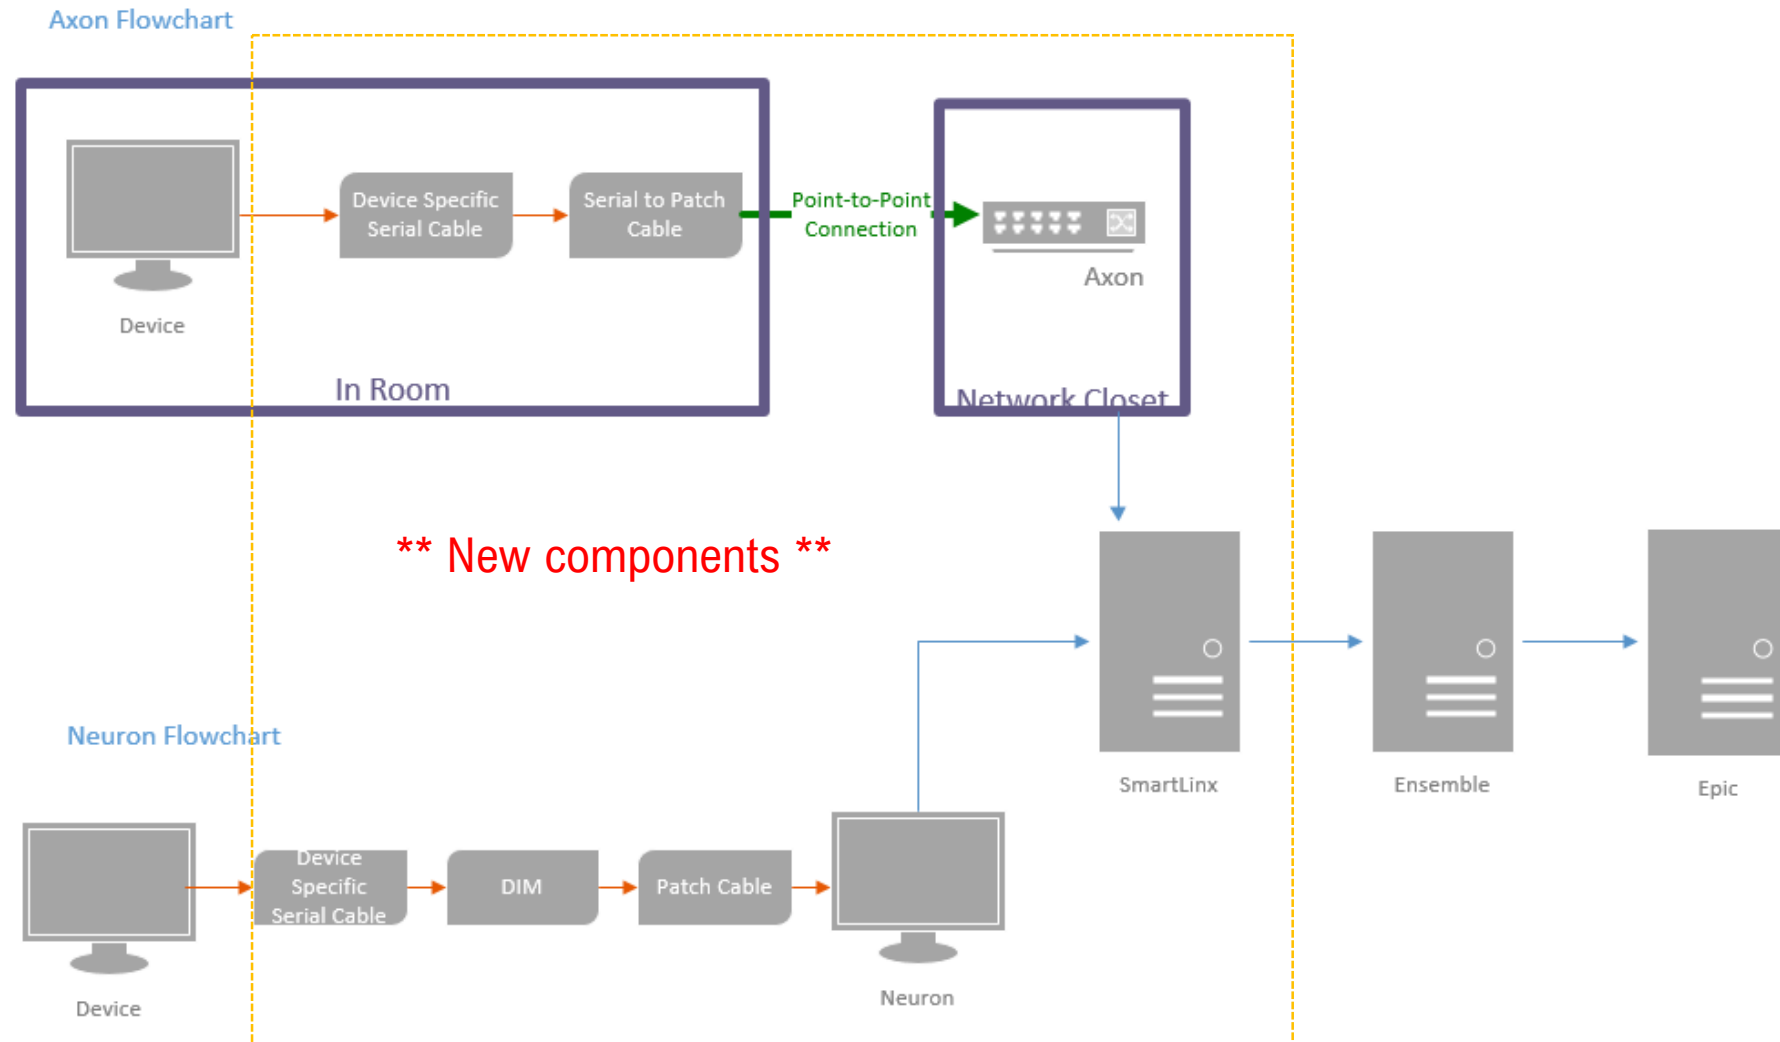 Axon Flowchart
Device Specific
Serial Cable
Serial to Patch
Cable
Point-to-Point
Connection
Axon
Device
In Room
Network Closet
** New components **
Neuron Flowchart
SmartLinx
Ensemble
Epic
Device
Specific
Serial Cable
DIM
Patch Cable
Neuron
Device